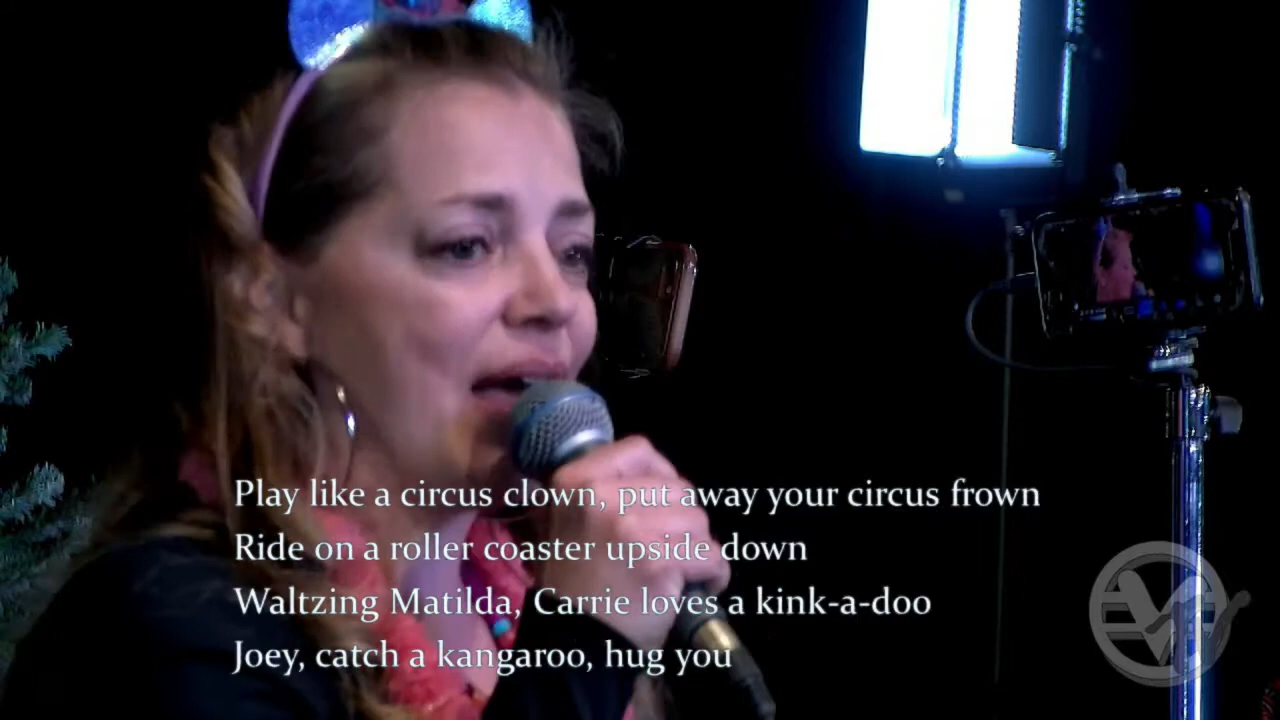 Play like a circus clown, put away your circus frown
Ride on a roller coaster upside down
Waltzing Matilda, Carrie loves a kink-a-doo
Joey, catch a kangaroo, hug you